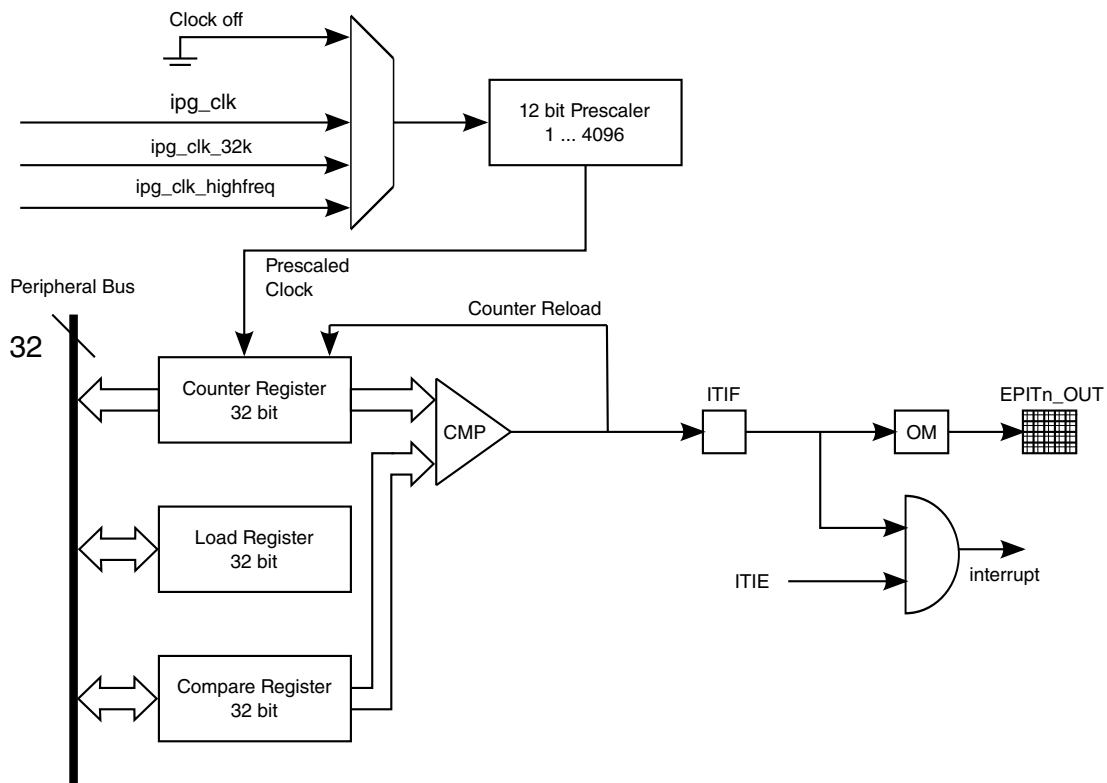 Clock off
ipg_clk
12 bit Prescaler
1 ... 4096
ipg_clk_32k
ipg_clk_highfreq
Prescaled
Clock
Peripheral Bus
Counter Reload
32
Counter Register
32 bit
CMP
ITIF
EPITn_OUT
OM
Load Register
32 bit
ITIE
interrupt
Compare Register
32 bit